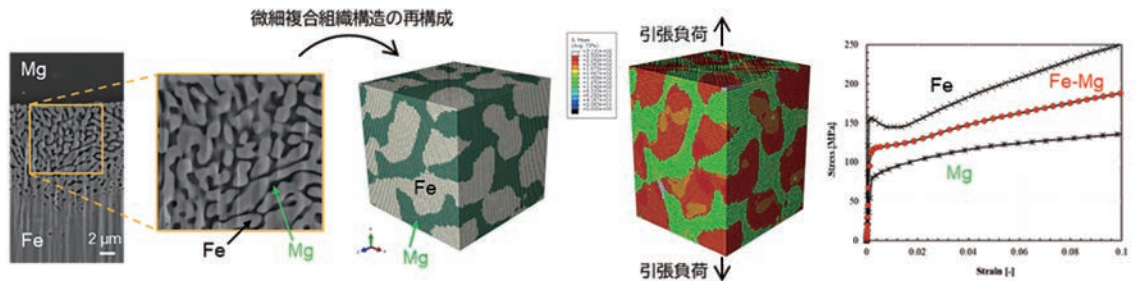 微細複合組織構造の再構成
Mg
Fe
2 μm
Fe
Mg
Fe
Mg
引張負荷
引張負荷
Fe
Fe-Mg
Mg
Stress [MPa]
250
200
150
100
50
0
0
0.02
0.04
0.06
0.08
0.1
Strain [-]